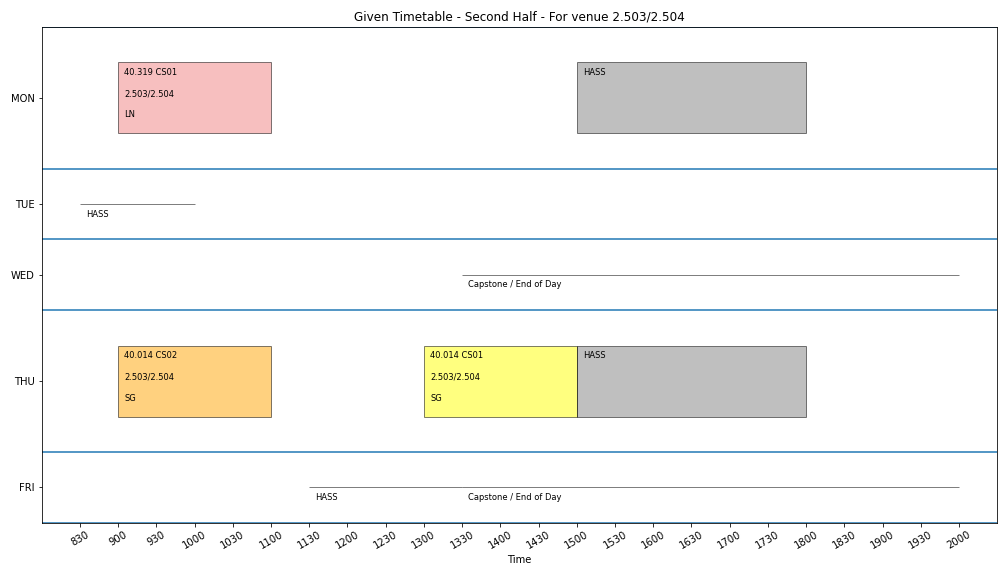 Given Timetable - Second Half - For venue 2.503/2.504
MON
40.319 CS01
2.503/2.504
LN
HASS
TUE
HASS
WED
Capstone / End of Day
THU
40.014 CS02
2.503/2.504
SG
40.014 CS01
2.503/2.504
SG
HASS
FRI
HASS
Capstone / End of Day
830 900 930 1000 1030 1100 1130 1200 1230 1300 1330 1400 1430 1500 1600 1630 1700 1730 1800 1830 1900 1930 2000
Time